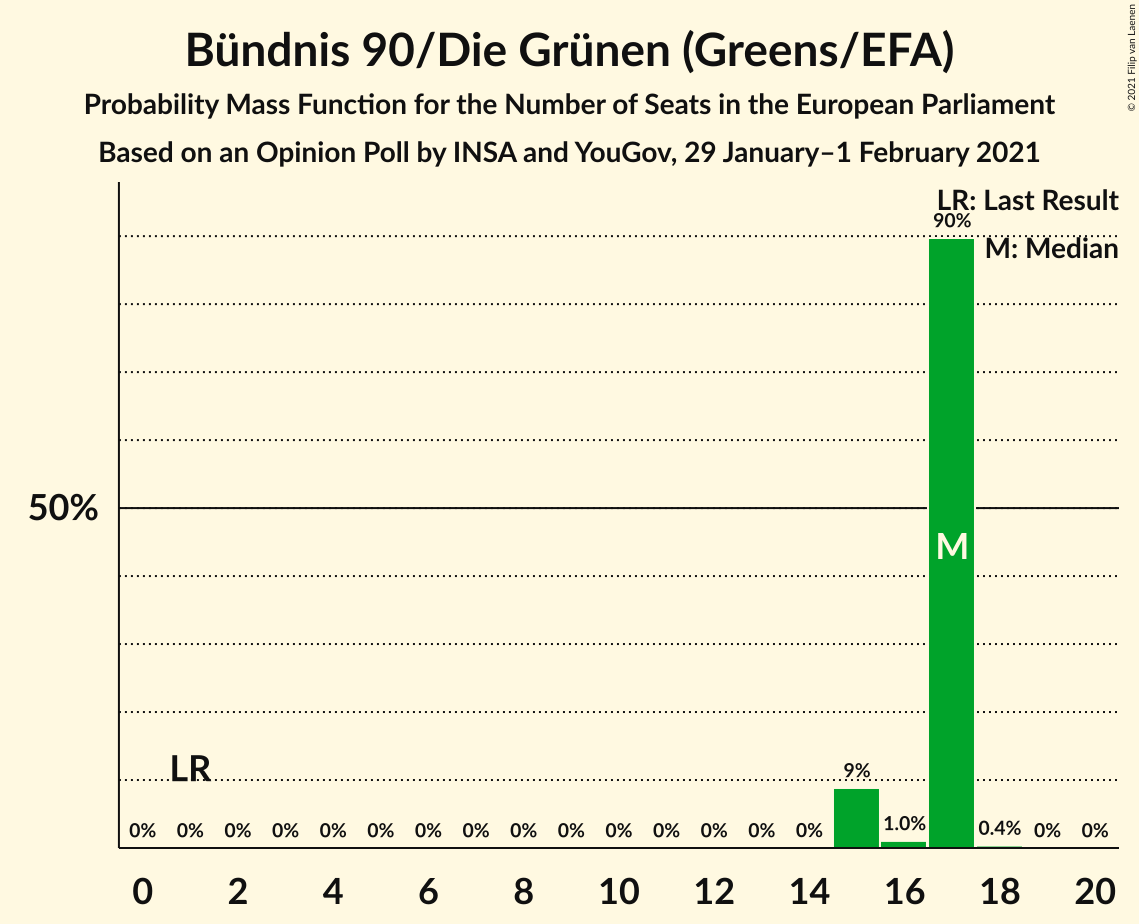 Bündnis 90/Die Grünen (Greens/EFA)
Probability Mass Function for the Number of Seats in the European Parliament
Based on an Opinion Poll by INSA and YouGov, 29 January–1 February 2021
© 2021 Filip van Laenen
LR: Last Result
90%
M: Median
50%
M
LR
9%
0% 0% 0% 0% 0% 0% 0% 0% 0% 0% 0% 0% 0% 0% 0% 1.0% 0.4% 0% 0%
0 2 4 6 8 10 12 14 16 18 20